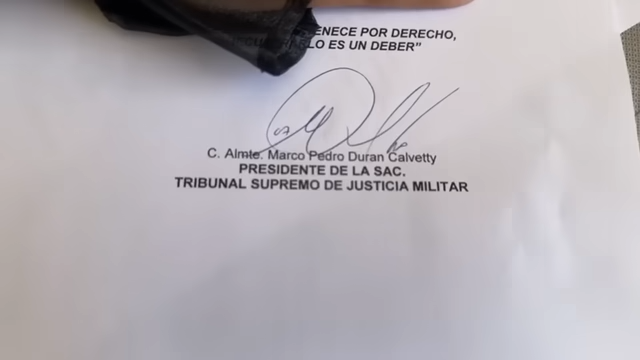 ENECE POR DERECHO,
LO ES UN DEBER"
C. Almte. Marco Pedro Duran Calvetty
PRESIDENTE DE LA SAC.
TRIBUNAL SUPREMO DE JUSTICIA MILITAR